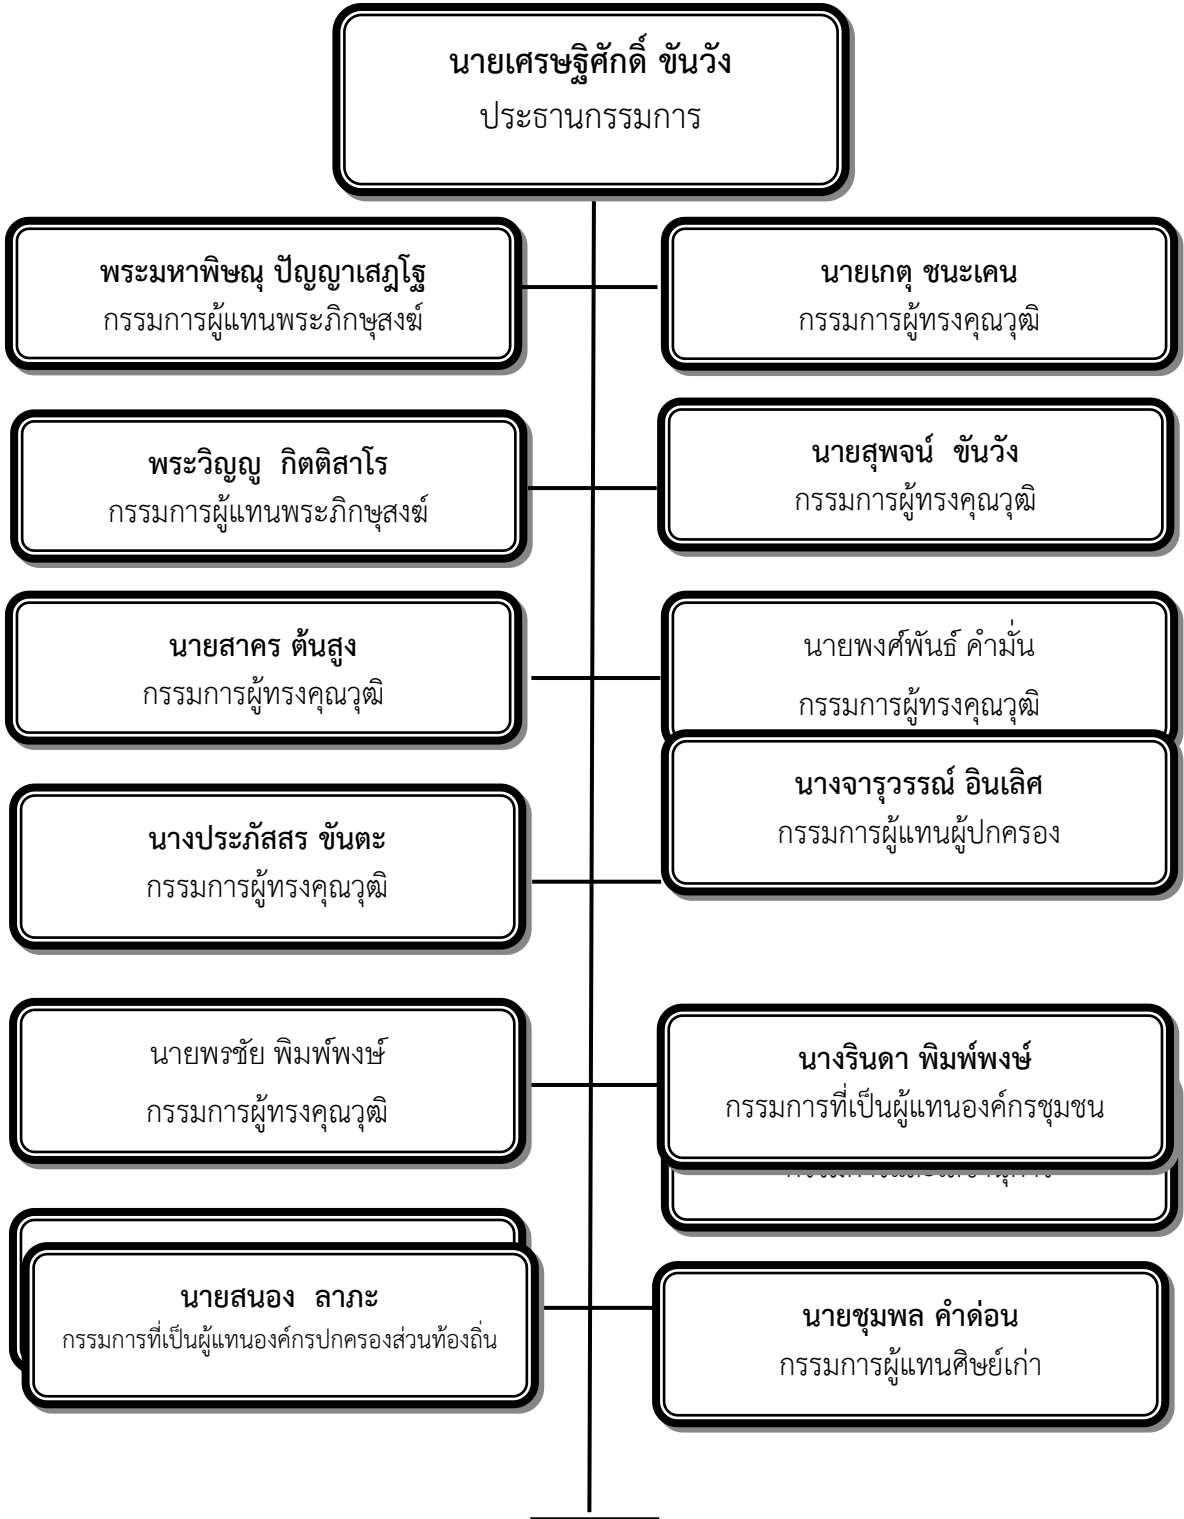 นายเศรษฐิศักดิ์ ขันวัง
ประธานกรรมการ
พระมหาพิษณุ ปัญญาเสฎโฐ
กรรมการผู้แทนพระภิกษุสงฆ์
นายเกตุ ชนะเคน
กรรมการผู้ทรงคุณวุฒิ
พระวิญญู กิตติสาโร
กรรมการผู้แทนพระภิกษุสงฆ์
นายสุพจน์ ขันวัง
กรรมการผู้ทรงคุณวุฒิ
นายสาคร ต้นสูง
กรรมการผู้ทรงคุณวุฒิ
นายพงศ์พันธ์ คำมั่น
กรรมการผู้ทรงคุณวุฒิ
นางประภัสสร ขันตะ
กรรมการผู้ทรงคุณวุฒิ
นางจารุวรรณ์ อินเลิศ
กรรมการผู้แทนผู้ปกครอง
นายพรชัย พิมพ์พงษ์
กรรมการผู้ทรงคุณวุฒิ
นางรินดา พิมพ์พงษ์
กรรมการที่เป็นผู้แทนองค์กรชุมชน
นายสนอง ลาภะ
กรรมการที่เป็นผู้แทนองค์กรปกครองส่วนท้องถิ่น
นายชุมพล คำด่อน
กรรมการผู้แทนศิษย์เก่า